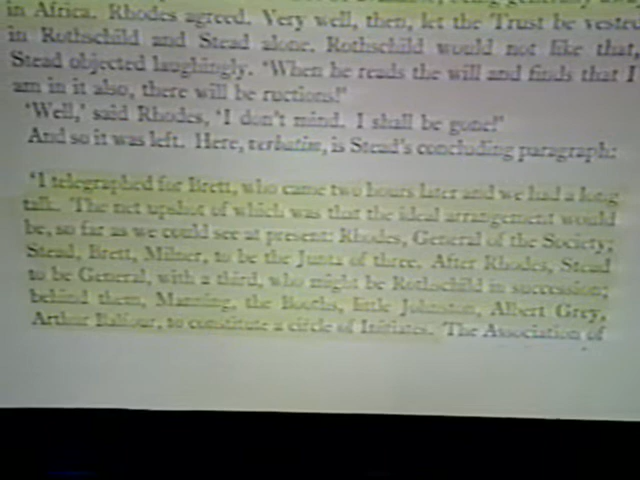 in Africa. Rhodes agreed. Very well, then, let the Trust be vested
in Rothschild and Stead alone. Rothschild would not like that,
Stead objected laughingly. 'When he reads the will and finds that I
am in it also, there will be ructions!'
'Well,' said Rhodes, 'I don't mind. I shall be gone!'
And so it was left. Here, verbatim, is Stead's concluding paragraph:
'I telegraphed for Brett, who came two hours later and we had a long
talk. The net upshot of which was that the ideal arrangement would
be, so far as we could see at present: Rhodes, General of the Society;
Stead, Brett, Milner, to be the Junta of three. After Rhodes, Stead
to be General, with a third, who might be Rothschild in succession;
behind them, Manning, the Booths, little Johnston, Albert Grey,
Arthur Balfour, to constitute a circle of Initiates. The Association of